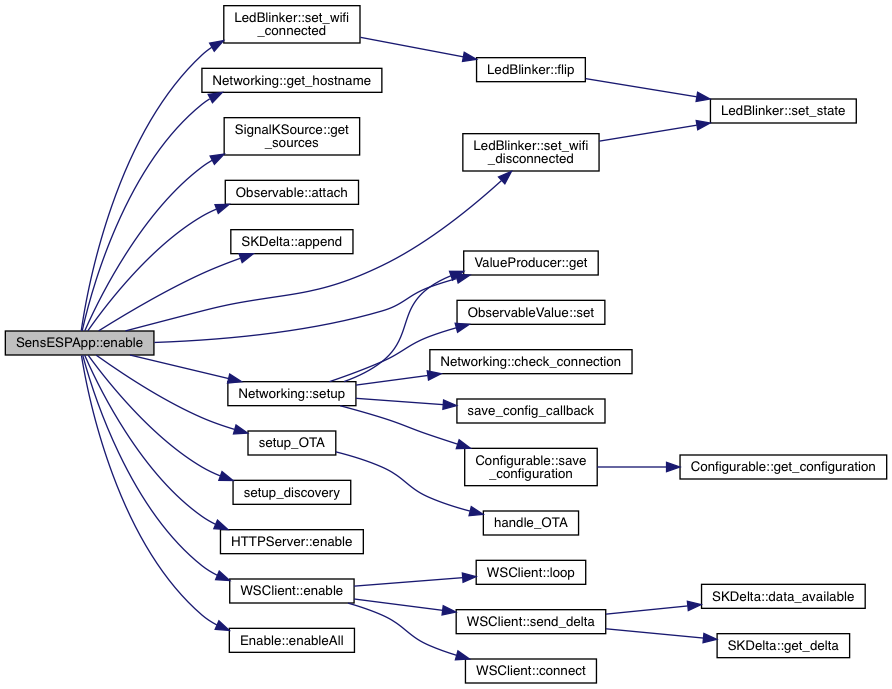 LedBlinker::set_wifi
_connected
LedBlinker::flip
Networking::get_hostname
LedBlinker::set_state
SignalKSource::get
_sources
LedBlinker::set_wifi
_disconnected
Observable::attach
SKDelta::append
ValueProducer::get
ObservableValue::set
SensESPApp::enable
Networking::check_connection
Networking::setup
save_config_callback
setup_OTA
Configurable::save
_configuration
Configurable::get_configuration
setup_discovery
handle_OTA
HTTPServer::enable
WSClient::loop
WSClient::enable
SKDelta::data_available
WSClient::send_delta
Enable::enableAll
SKDelta::get_delta
WSClient::connect